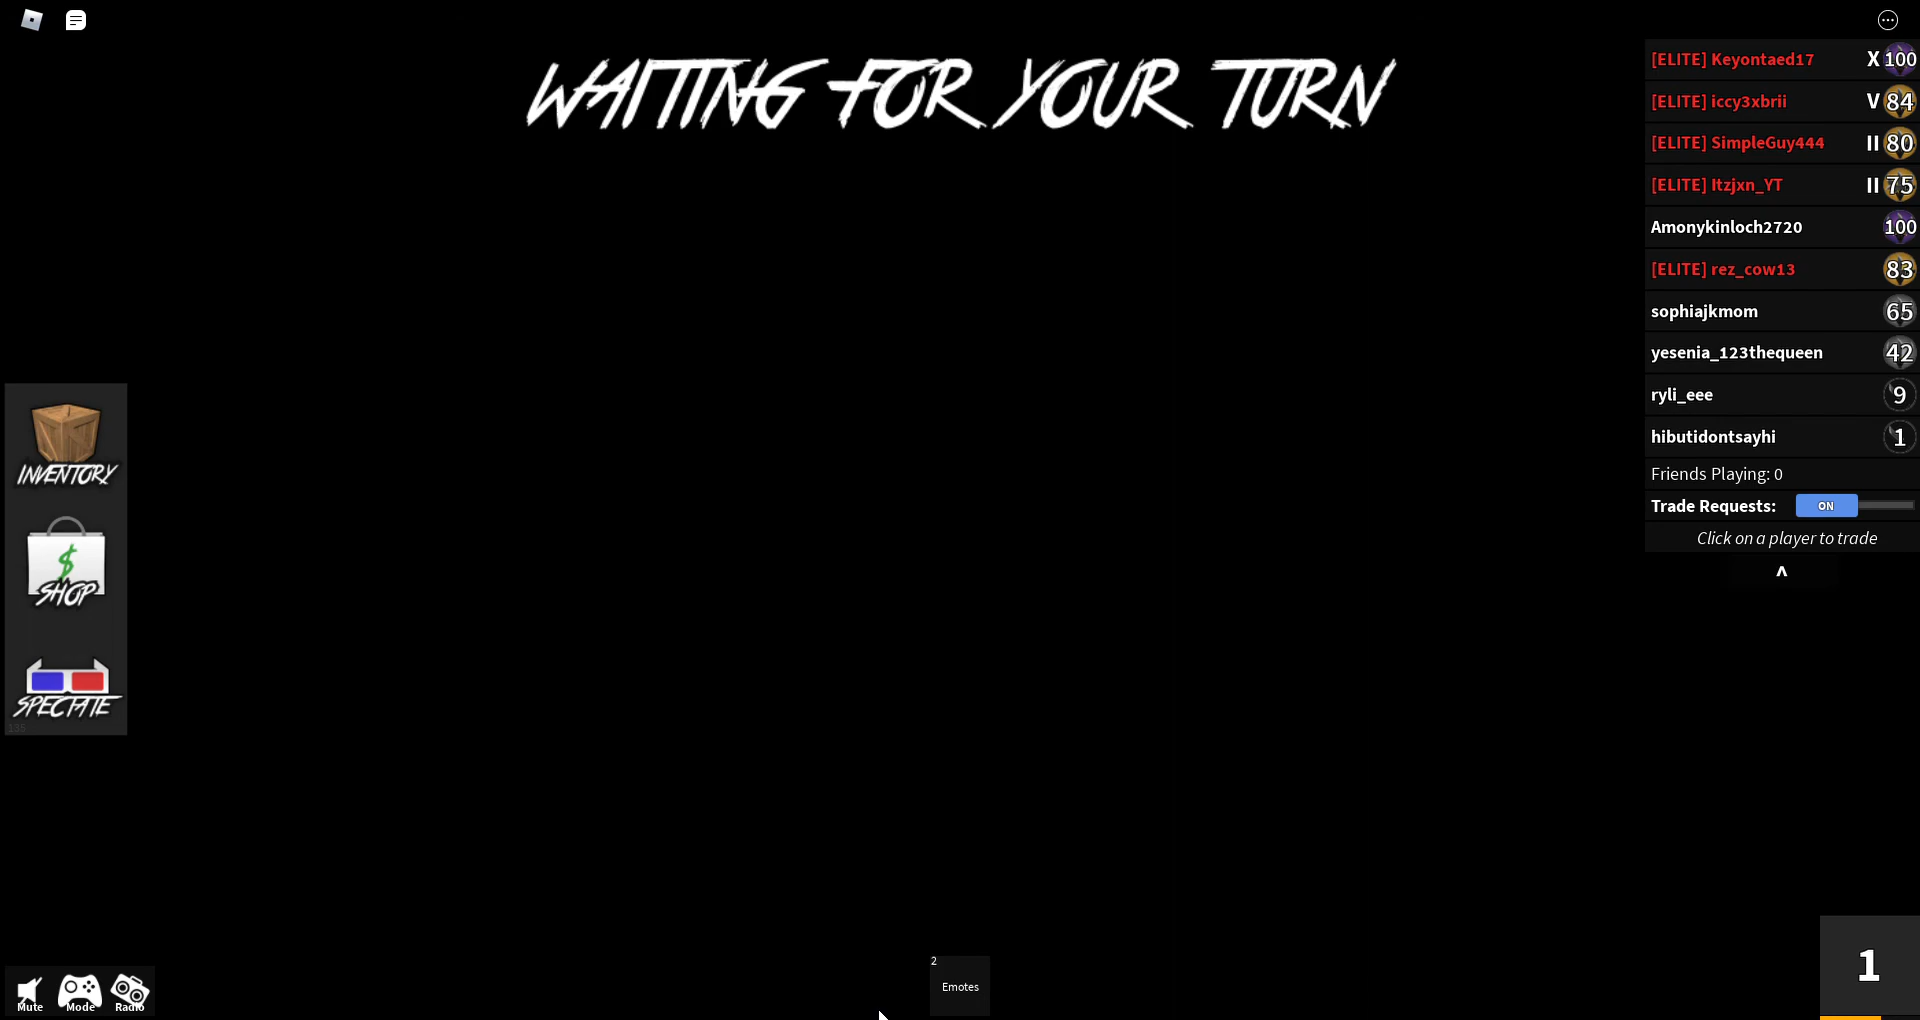 WAITING FOR YOUR TURN
[ELITE] Keyontaed17 X 100
[ELITE] iccy3xbrii V 84
[ELITE] SimpleGuy444 II 80
[ELITE] Itzjxn_YT II 75
Amonykinloch2720 100
[ELITE] rez_cow13 83
sophiajkmom 65
yesenia_123thequeen 42
ryli_eee 9
hibutidontsayhi 1
Friends Playing: 0
Trade Requests: ON
Click on a player to trade
^
INVENTORY
$
SHOP
SPECTATE
135
Mute Mode Radio
2
Emotes
1